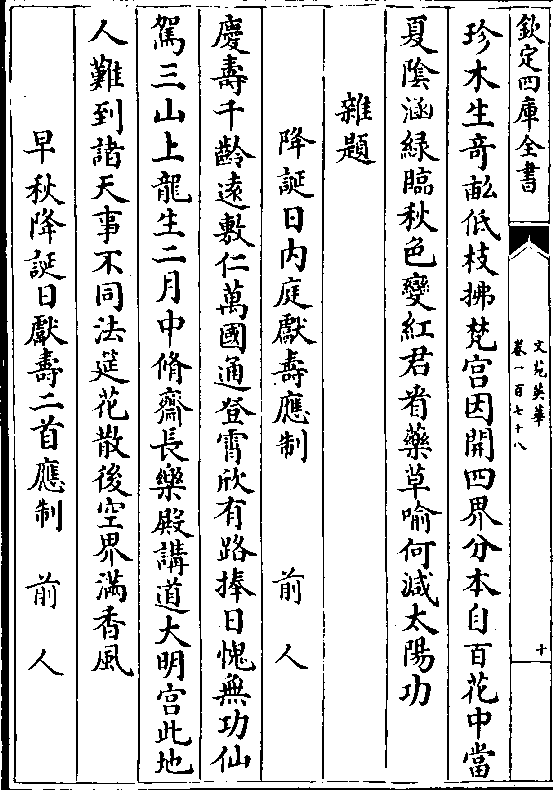 欽定四庫全書
文苑英華
卷一百七十八
十
珍木生竒畝低枝拂梵宫因開四界分本自百花中當
夏隂涵緑臨秋色變紅君看藥草喻何減太陽功
雜題
降誕日内庭獻壽應制 前人
慶壽千齡遠敷仁萬國通登霄欣有路捧日愧無功仙
駕三山上龍生二月中脩齋長樂殿講道大明宫此地
人難到諸天事不同法筵花散後空界滿香風
早秋降誕日獻壽二首應制 前人